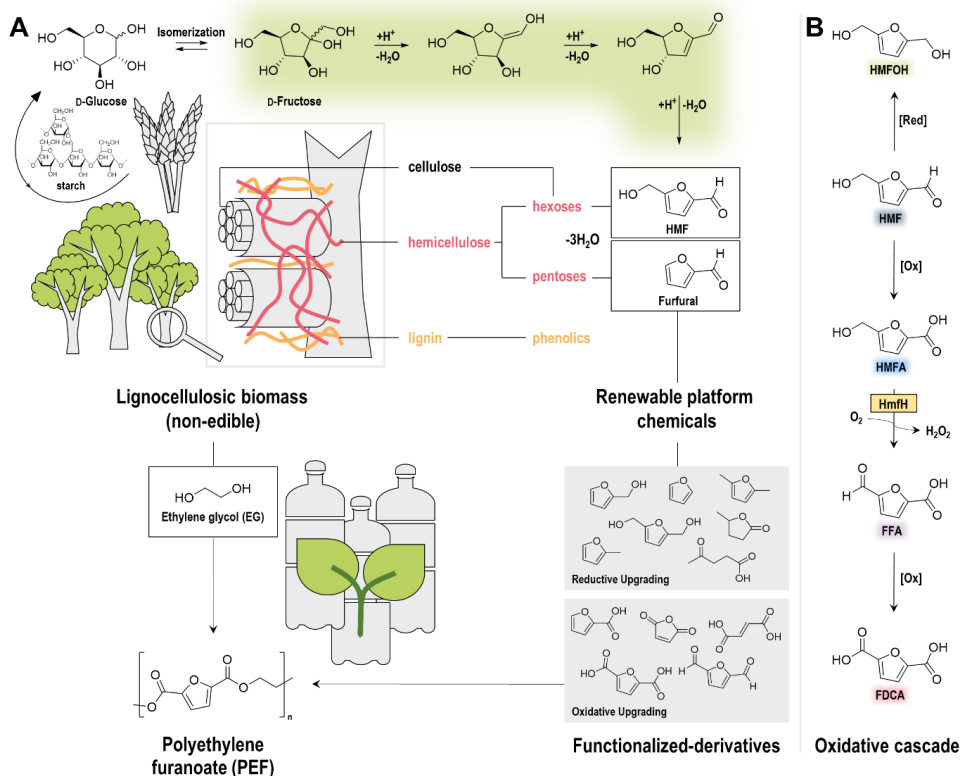 A
Isomerization
D-Glucose
D-Fructose
+H⁺
-H₂O
+H⁺
-H₂O
+H⁺ -H₂O
starch
cellulose
hemicellulose
lignin
hexoses
-3H₂O
pentoses
phenolics
HMF
Furfural
Lignocellulosic biomass
(non-edible)
Renewable platform
chemicals
HO
OH
Ethylene glycol (EG)
Reductive Upgrading
Oxidative Upgrading
n
Polyethylene
furanoate (PEF)
Functionalized-derivatives
B
HMFOH
[Red]
HMF
[Ox]
HMFA
HmfH
O₂
H₂O₂
FFA
[Ox]
FDCA
Oxidative cascade